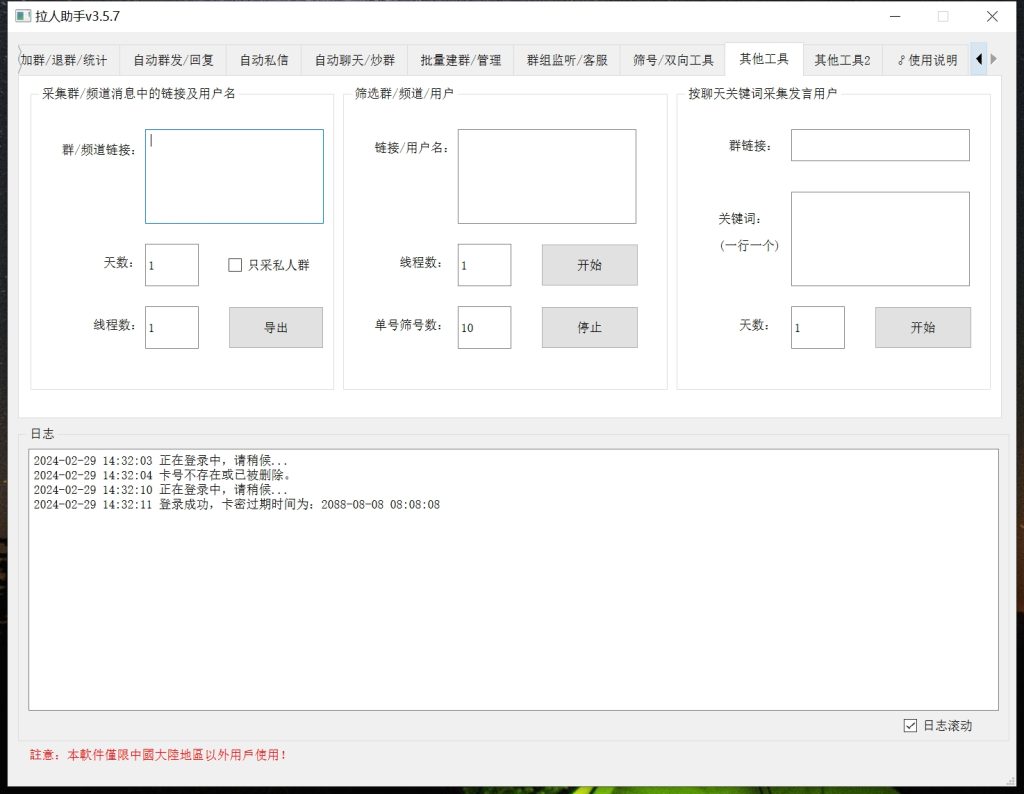 拉人助手v3.5.7
加群/退群/统计 自动群发/回复 自动私信 自动聊天/炒群 批量建群/管理 群组监听/客服 筛号/双向工具 其他工具 其他工具2 使用说明
采集群/频道消息中的链接及用户名
群/频道链接:
天数: 1 只采私人群
线程数: 1 导出
筛选群/频道/用户
链接/用户名:
线程数: 1 开始
单号筛号数: 10 停止
按聊天关键词采集发言用户
群链接:
关键词:
(一行一个)
天数: 1 开始
日志
2024-02-29 14:32:03 正在登录中，请稍候...
2024-02-29 14:32:04 卡号不存在或已被删除。
2024-02-29 14:32:10 正在登录中，请稍候...
2024-02-29 14:32:11 登录成功，卡密过期时间为：2088-08-08 08:08:08
日志滚动
註意：本軟件僅限中國大陸地區以外用戶使用！